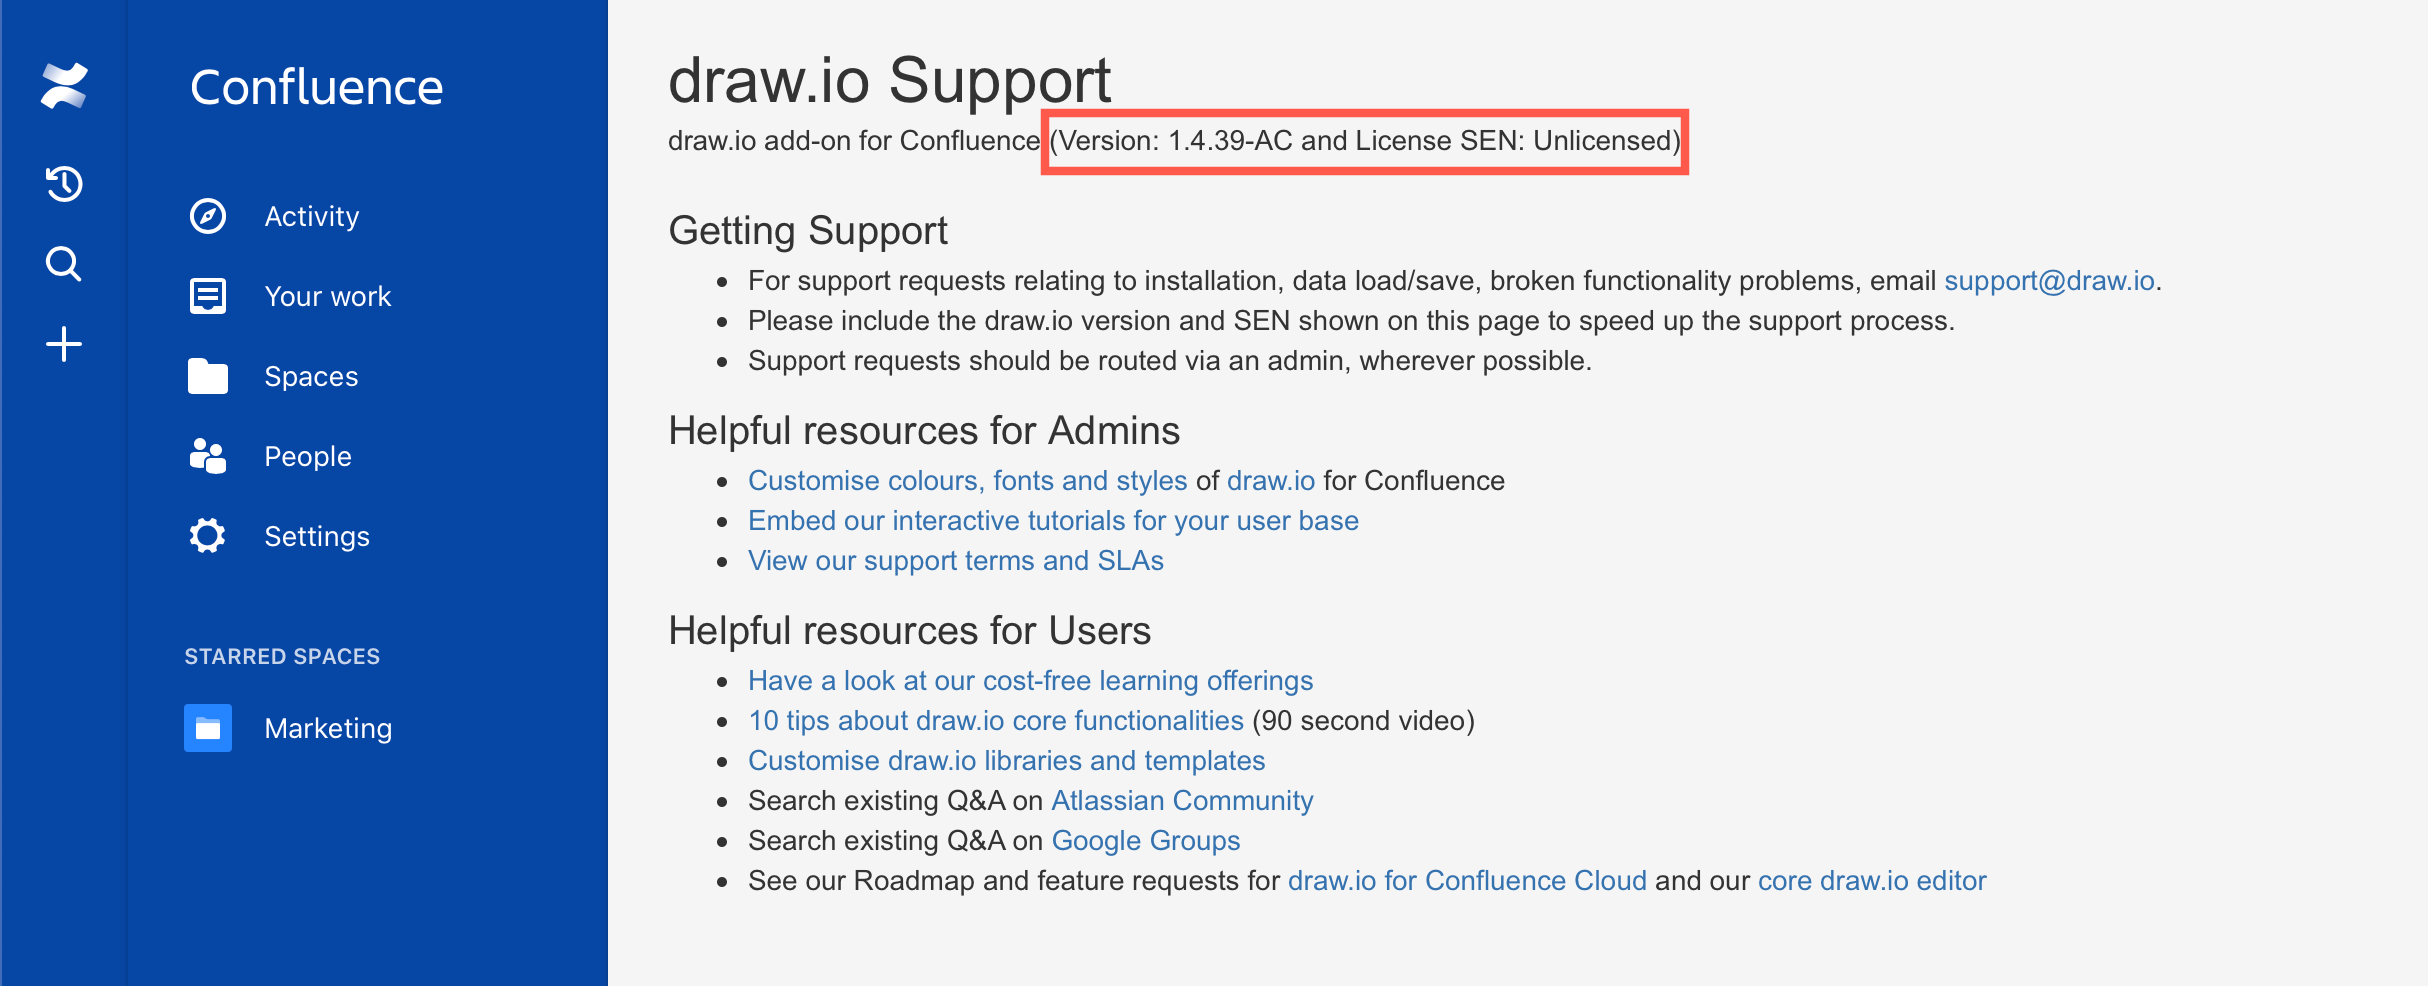 Confluence
Activity
Your work
Spaces
People
Settings
STARRED SPACES
Marketing
draw.io Support
draw.io add-on for Confluence (Version: 1.4.39-AC and License SEN: Unlicensed)
Getting Support
For support requests relating to installation, data load/save, broken functionality problems, email support@draw.io.
Please include the draw.io version and SEN shown on this page to speed up the support process.
Support requests should be routed via an admin, wherever possible.
Helpful resources for Admins
Customise colours, fonts and styles of draw.io for Confluence
Embed our interactive tutorials for your user base
View our support terms and SLAs
Helpful resources for Users
Have a look at our cost-free learning offerings
10 tips about draw.io core functionalities (90 second video)
Customise draw.io libraries and templates
Search existing Q&A on Atlassian Community
Search existing Q&A on Google Groups
See our Roadmap and feature requests for draw.io for Confluence Cloud and our core draw.io editor